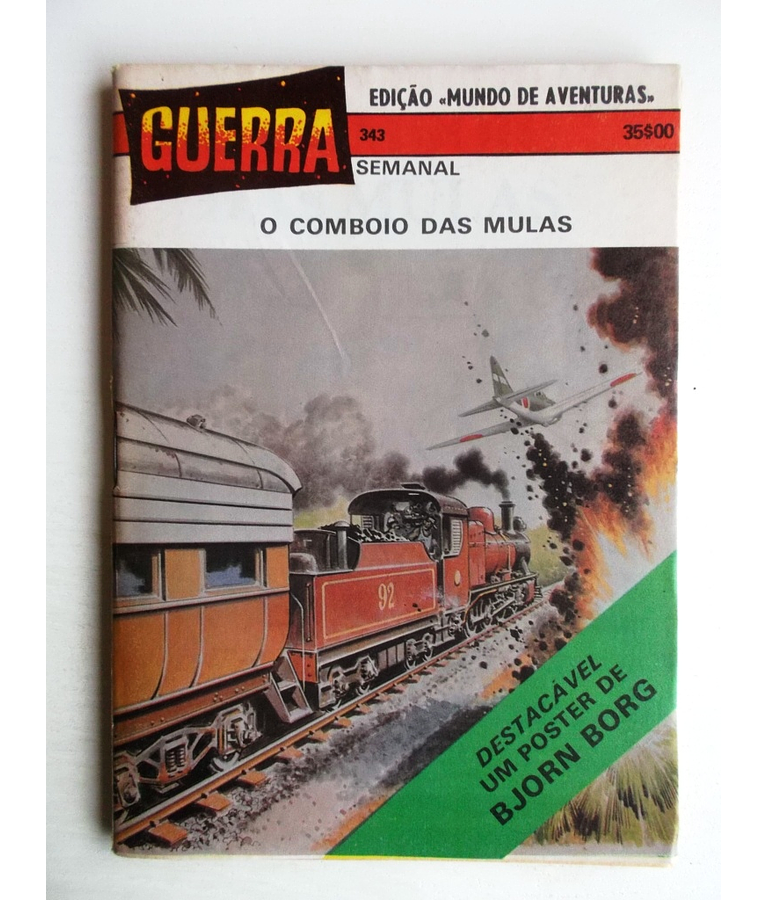 GUERRA
EDIÇÃO «MUNDO DE AVENTURAS»
343
35$00
SEMANAL
O COMBOIO DAS MULAS
92
DESTACÁVEL
UM POSTER DE
BJORN BORG